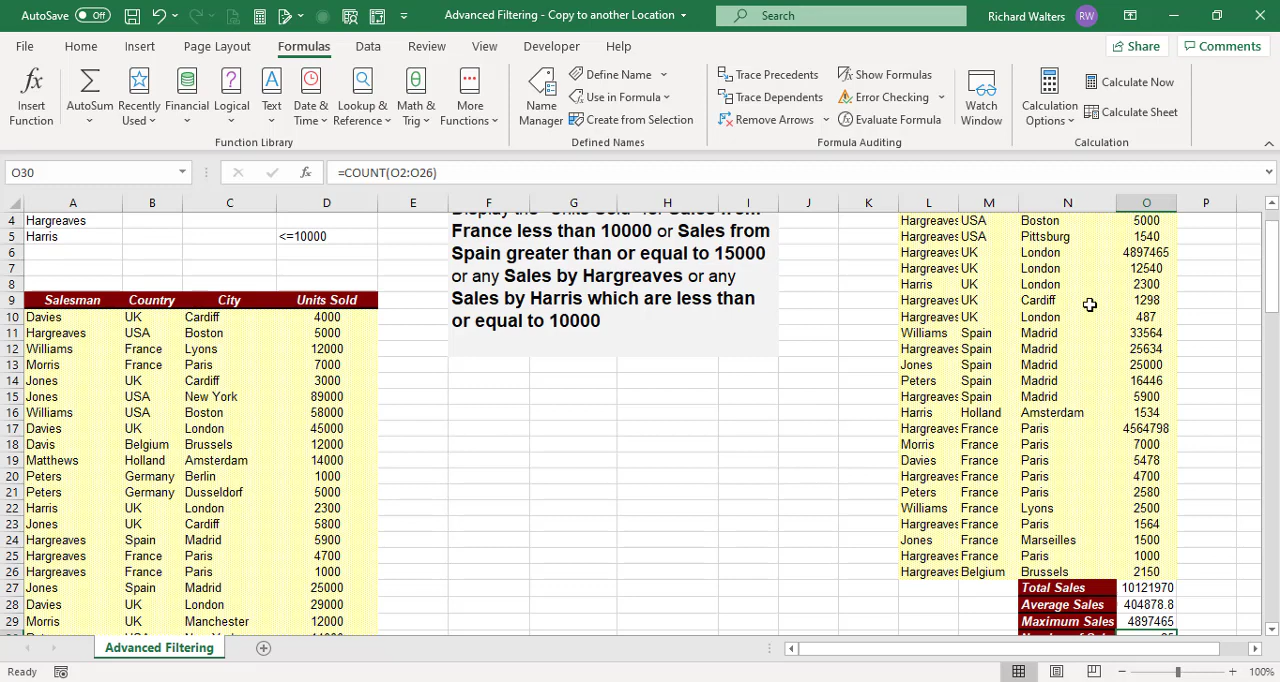 AutoSave Off Advanced Filtering - Copy to another Location Search Richard Walters RW
File Home Insert Page Layout Formulas Data Review View Developer Help Share Comments
Insert Function
AutoSum
Recently Used
Financial
Logical
Text
Date & Time
Lookup & Reference
Math & Trig
More Functions
Function Library
Name Manager
Define Name
Use in Formula
Create from Selection
Defined Names
Trace Precedents
Trace Dependents
Remove Arrows
Show Formulas
Error Checking
Evaluate Formula
Formula Auditing
Watch Window
Calculation Options
Calculate Now
Calculate Sheet
Calculation
O30 fx =COUNT(O2:O26)
A B C D E F G H I J K L M N O P
4 Hargreaves
5 Harris <=10000
6
7
8
9 Salesman Country City Units Sold
10 Davies UK Cardiff 4000
11 Hargreaves USA Boston 5000
12 Williams France Lyons 12000
13 Morris France Paris 7000
14 Jones UK Cardiff 3000
15 Jones USA New York 89000
16 Williams USA Boston 58000
17 Davies UK London 45000
18 Davis Belgium Brussels 12000
19 Matthews Holland Amsterdam 14000
20 Peters Germany Berlin 1000
21 Peters Germany Dusseldorf 5000
22 Harris UK London 2300
23 Jones UK Cardiff 5800
24 Hargreaves Spain Madrid 5900
25 Hargreaves France Paris 4700
26 Hargreaves France Paris 1000
27 Jones Spain Madrid 25000
28 Davies UK London 29000
29 Morris UK Manchester 12000
Display the "Units Sold" for Sales from
France less than 10000 or Sales from
Spain greater than or equal to 15000
or any Sales by Hargreaves or any
Sales by Harris which are less than
or equal to 10000
Hargreaves USA Boston 5000
Hargreaves USA Pittsburg 1540
Hargreaves UK London 4897465
Hargreaves UK London 12540
Harris UK London 2300
Hargreaves UK Cardiff 1298
Hargreaves UK London 487
Williams Spain Madrid 33564
Hargreaves Spain Madrid 25634
Jones Spain Madrid 25000
Peters Spain Madrid 16446
Hargreaves Spain Madrid 5900
Harris Holland Amsterdam 1534
Hargreaves France Paris 4564798
Morris France Paris 7000
Davies France Paris 5478
Hargreaves France Paris 4700
Peters France Paris 2580
Williams France Lyons 2500
Hargreaves France Paris 1564
Jones France Marseilles 1500
Hargreaves France Paris 1000
Hargreaves Belgium Brussels 2150
Total Sales 10121970
Average Sales 404878.8
Maximum Sales 4897465
Advanced Filtering
Ready 100%